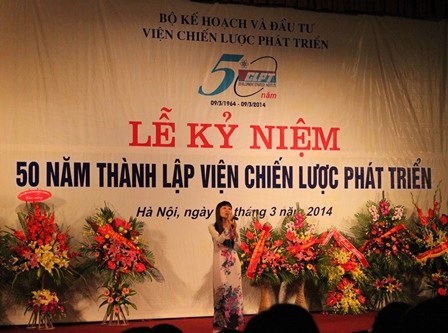 BỘ KẾ HOẠCH VÀ ĐẦU TƯ
VIỆN CHIẾN LƯỢC PHÁT TRIỂN
50
năm
09/3/1964 - 09/3/2014
LỄ KỶ NIỆM
50 NĂM THÀNH LẬP VIỆN CHIẾN LƯỢC PHÁT TRIỂN
Hà Nội, ngày tháng 3 năm 2014